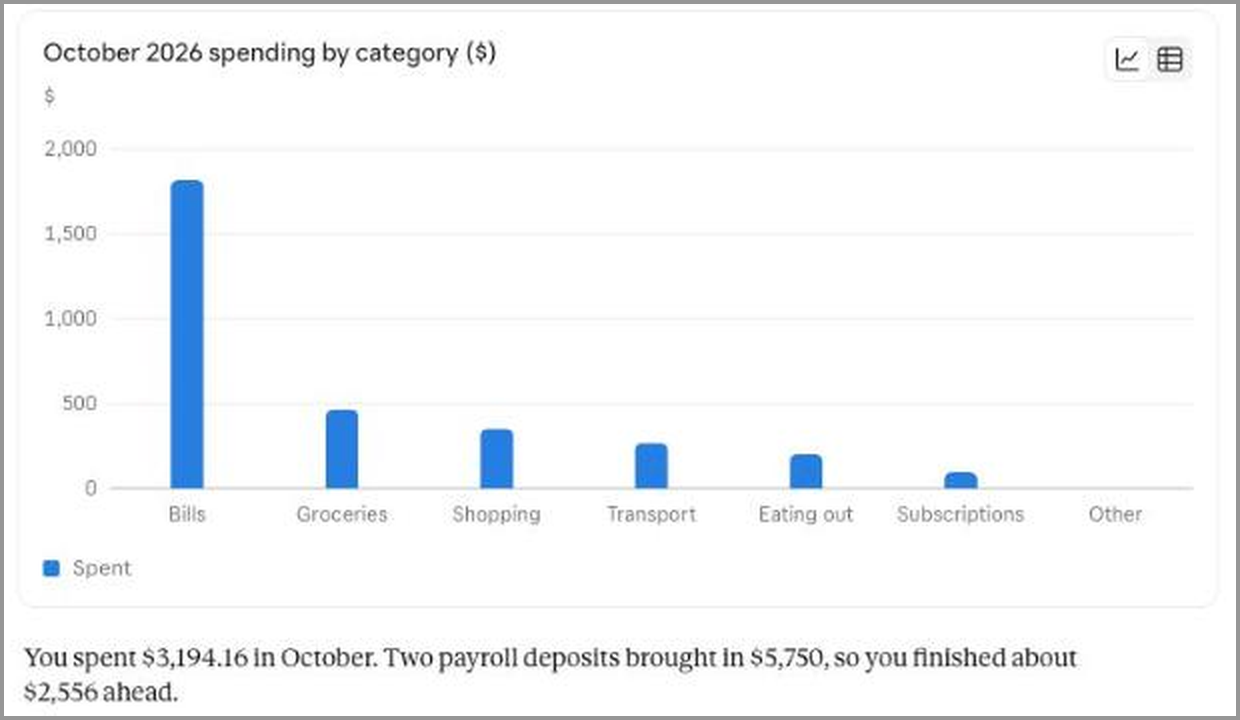 October 2026 spending by category ($)
$
2,000
1,500
1,000
500
0
Bills Groceries Shopping Transport Eating out Subscriptions Other
Spent
You spent $3,194.16 in October. Two payroll deposits brought in $5,750, so you finished about
$2,556 ahead.